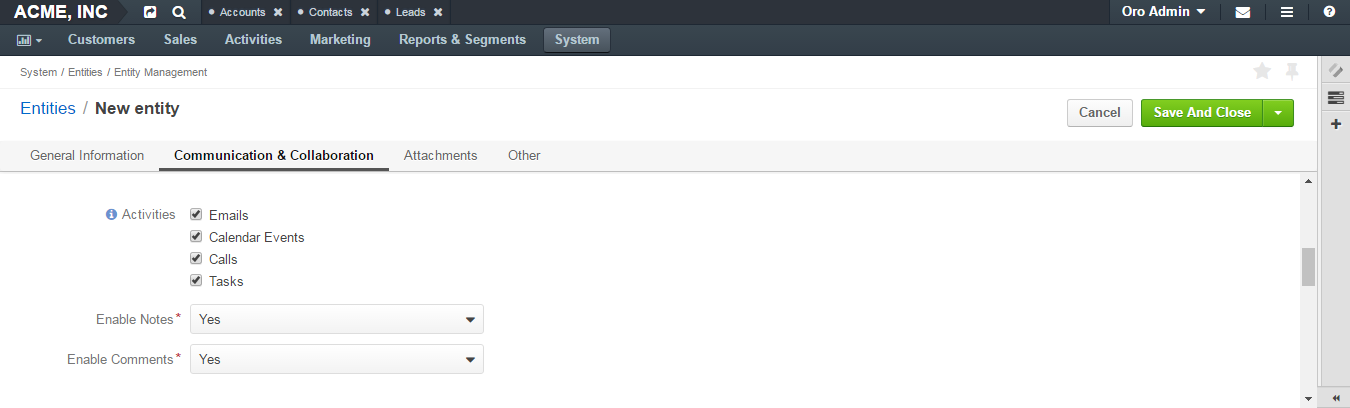 ACME, INC Accounts Contacts Leads Oro Admin
Customers Sales Activities Marketing Reports & Segments System
System / Entities / Entity Management
Entities / New entity Cancel Save And Close
General Information Communication & Collaboration Attachments Other
Activities Emails
Calendar Events
Calls
Tasks
Enable Notes* Yes
Enable Comments* Yes